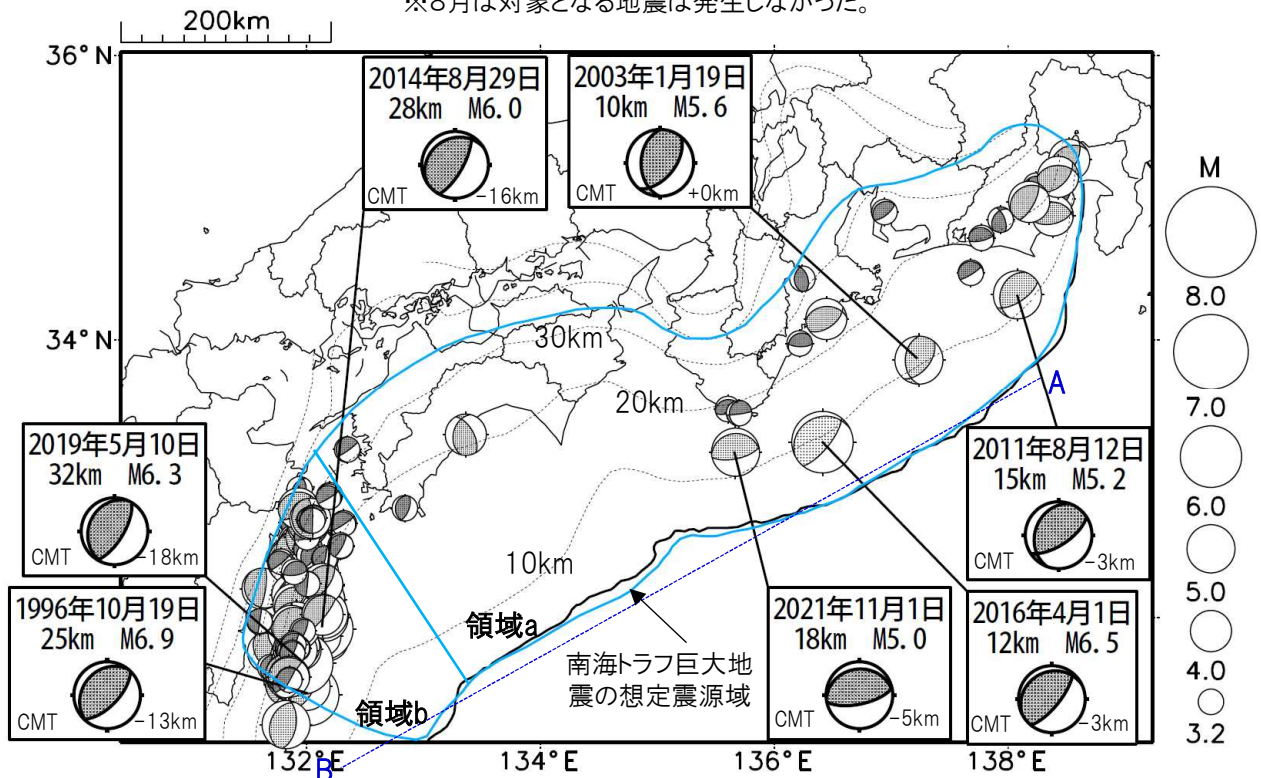 ※８月は対象となる地震は発生しなかった。
200km
36°N
34°N
2014年8月29日
28km M6.0
CMT
-16km
2003年1月19日
10km M5.6
CMT
+0km
M
8.0
7.0
6.0
5.0
4.0
3.2
30km
20km
10km
A
2019年5月10日
32km M6.3
CMT
-18km
2011年8月12日
15km M5.2
CMT
-3km
1996年10月19日
25km M6.9
CMT
-13km
領域a
領域b
南海トラフ巨大地
震の想定震源域
2021年11月1日
18km M5.0
CMT
-5km
2016年4月1日
12km M6.5
CMT
-3km
132°E
B
134°E
136°E
138°E